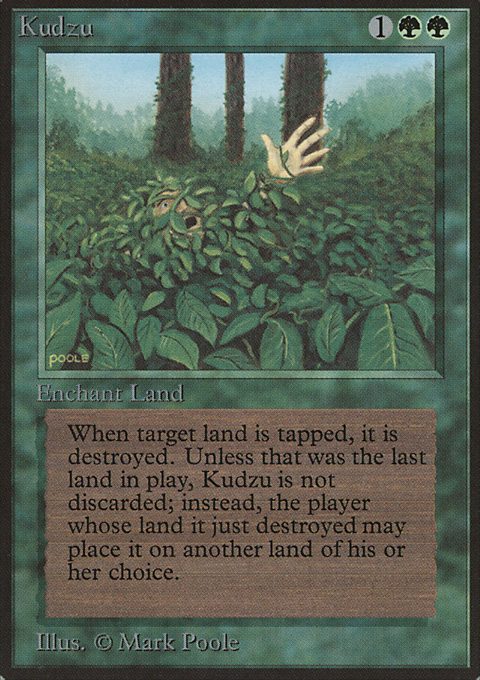 Kudzu 1
POOLE
Enchant Land
When target land is tapped, it is
destroyed. Unless that was the last
land in play, Kudzu is not
discarded; instead, the player
whose land it just destroyed may
place it on another land of his or
her choice.
Illus. © Mark Poole